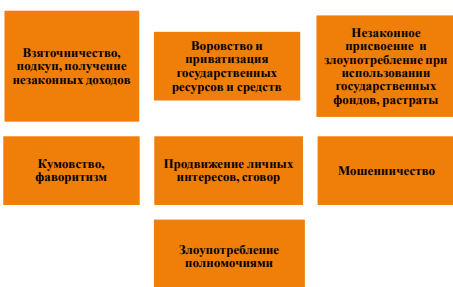 Взяточничество,
подкуп, получение
незаконных доходов
Воровство и
приватизация
государственных
ресурсов и средств
Незаконное
присвоение и
злоупотребление при
использовании
государственных
фондов, растраты
Кумовство,
фаворитизм
Продвижение личных
интересов, сговор
Мошенничество
Злоупотребление
полномочиями